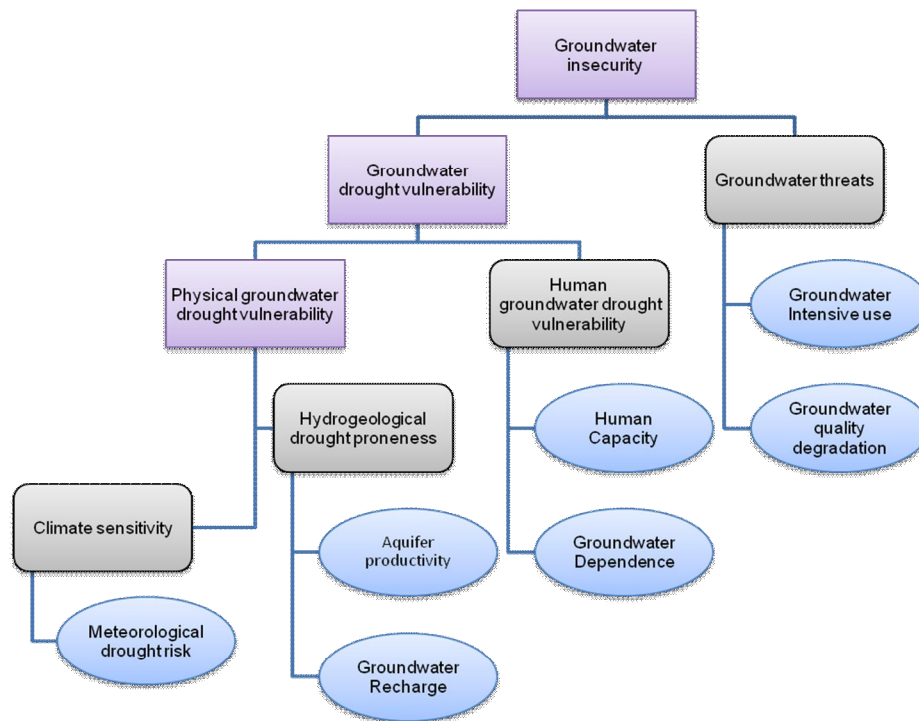 Groundwater
insecurity
Groundwater
drought vulnerability
Groundwater threats
Physical groundwater
drought vulnerability
Human
groundwater drought
vulnerability
Groundwater
Intensive use
Hydrogeological
drought proneness
Human
Capacity
Groundwater
quality
degradation
Climate sensitivity
Aquifer
productivity
Groundwater
Dependence
Meteorological
drought risk
Groundwater
Recharge